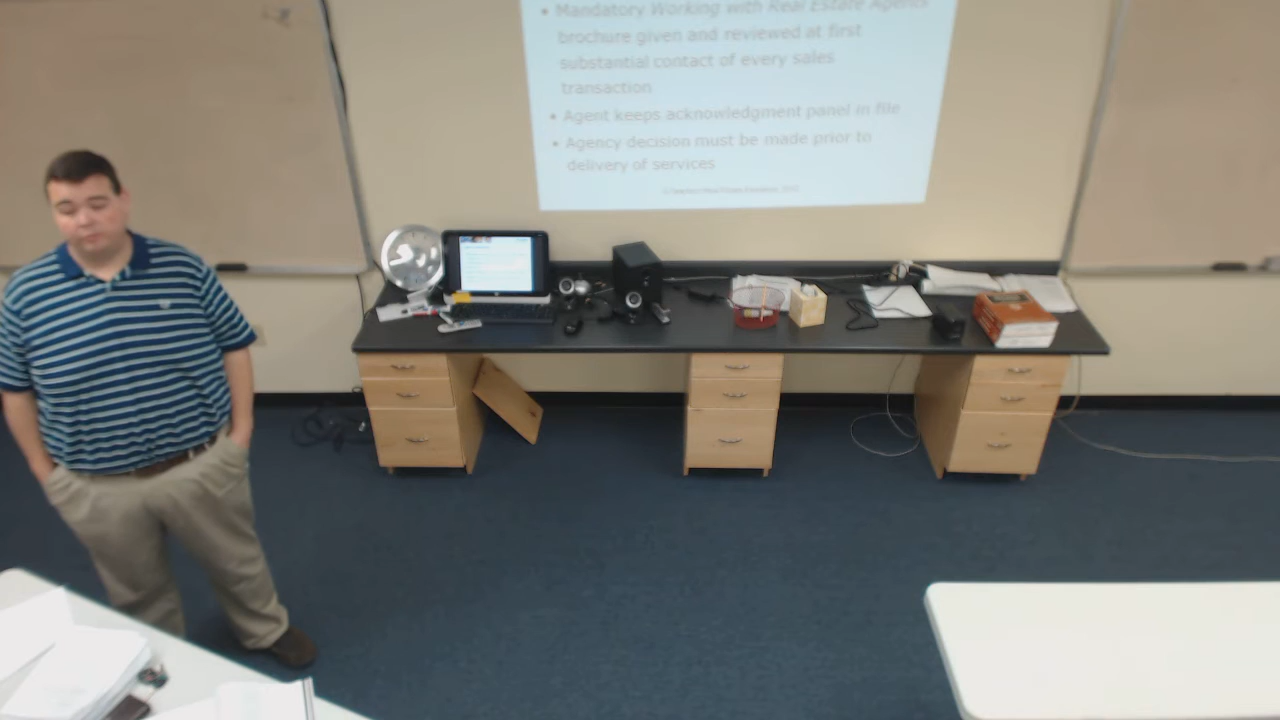 • Mandatory Working with Real Estate Agents
brochure given and reviewed at first
substantial contact of every sales
transaction
• Agent keeps acknowledgment panel in file
• Agency decision must be made prior to
delivery of services